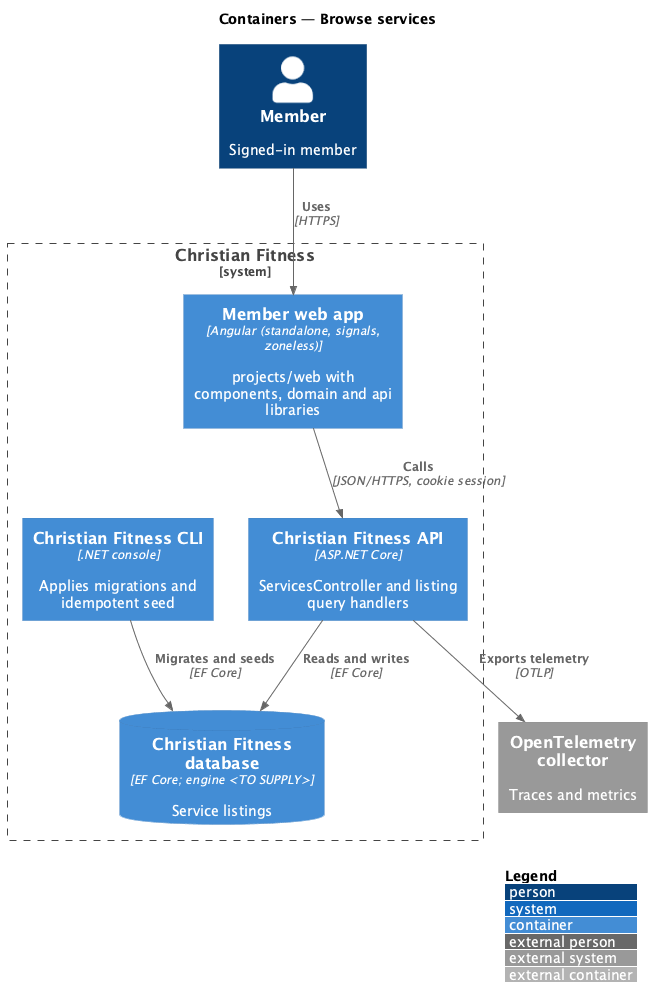 Containers — Browse services
Member
Signed-in member
Uses
[HTTPS]
Christian Fitness
[system]
Member web app
[Angular (standalone, signals,
zoneless)]
projects/web with
components, domain and api
libraries
Calls
[JSON/HTTPS, cookie session]
Christian Fitness CLI
[.NET console]
Applies migrations and
idempotent seed
Christian Fitness API
[ASP.NET Core]
ServicesController and listing
query handlers
Migrates and seeds
[EF Core]
Reads and writes
[EF Core]
Exports telemetry
[OTLP]
Christian Fitness
database
[EF Core; engine <TO SUPPLY>]
Service listings
OpenTelemetry
collector
Traces and metrics
Legend
person
system
container
external person
external system
external container